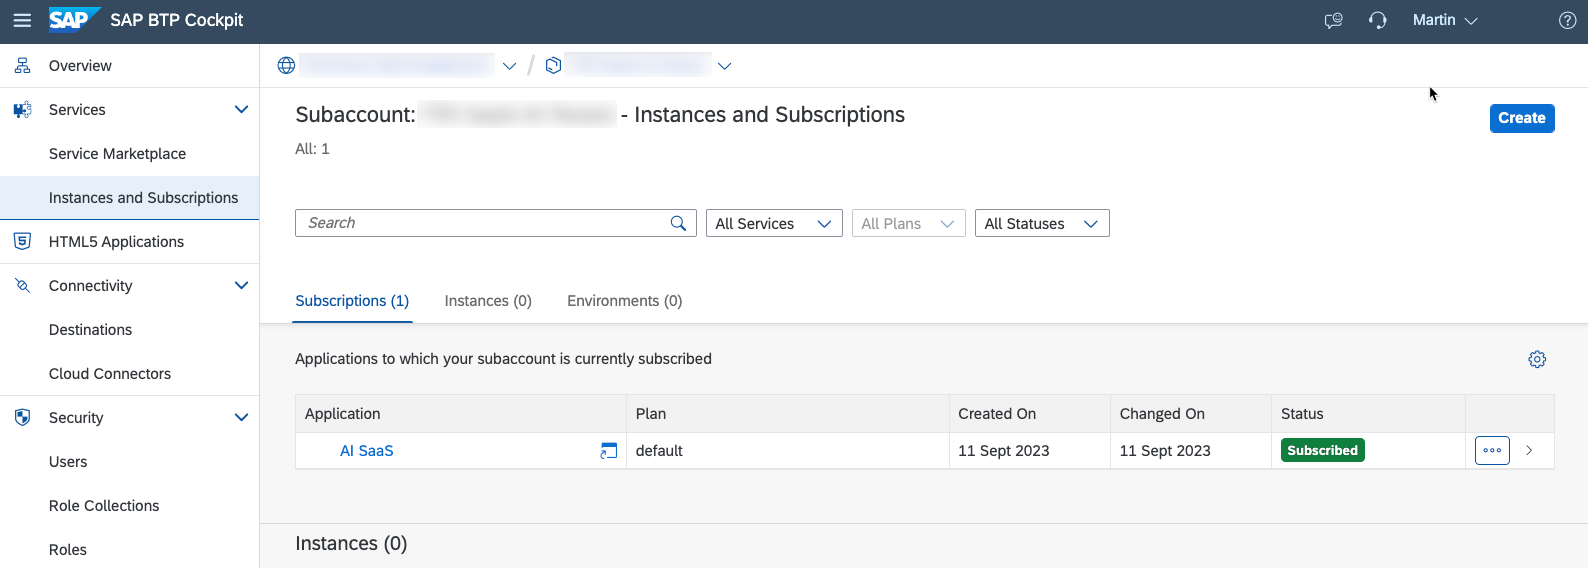 SAP SAP BTP Cockpit
Martin
Overview
Services
Service Marketplace
Instances and Subscriptions
HTML5 Applications
Connectivity
Destinations
Cloud Connectors
Security
Users
Role Collections
Roles
/
Subaccount: - Instances and Subscriptions
All: 1
Create
Search
All Services
All Plans
All Statuses
Subscriptions (1)
Instances (0)
Environments (0)
Applications to which your subaccount is currently subscribed
Application Plan Created On Changed On Status
AI SaaS default 11 Sept 2023 11 Sept 2023 Subscribed
Instances (0)